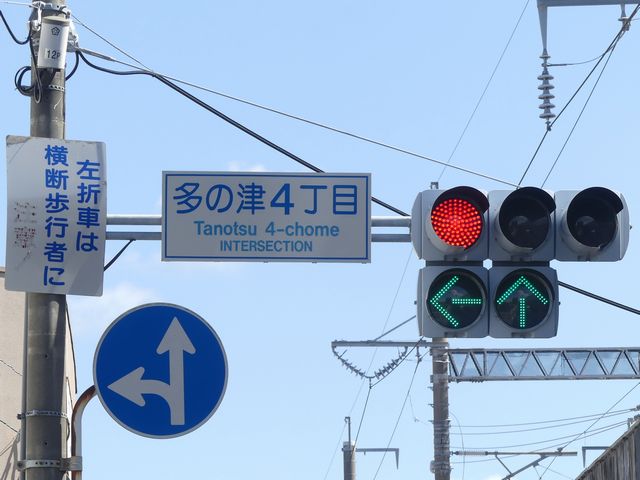 12P
左折車は
横断歩行者に
多の津4丁目
Tanotsu 4-chome
INTERSECTION